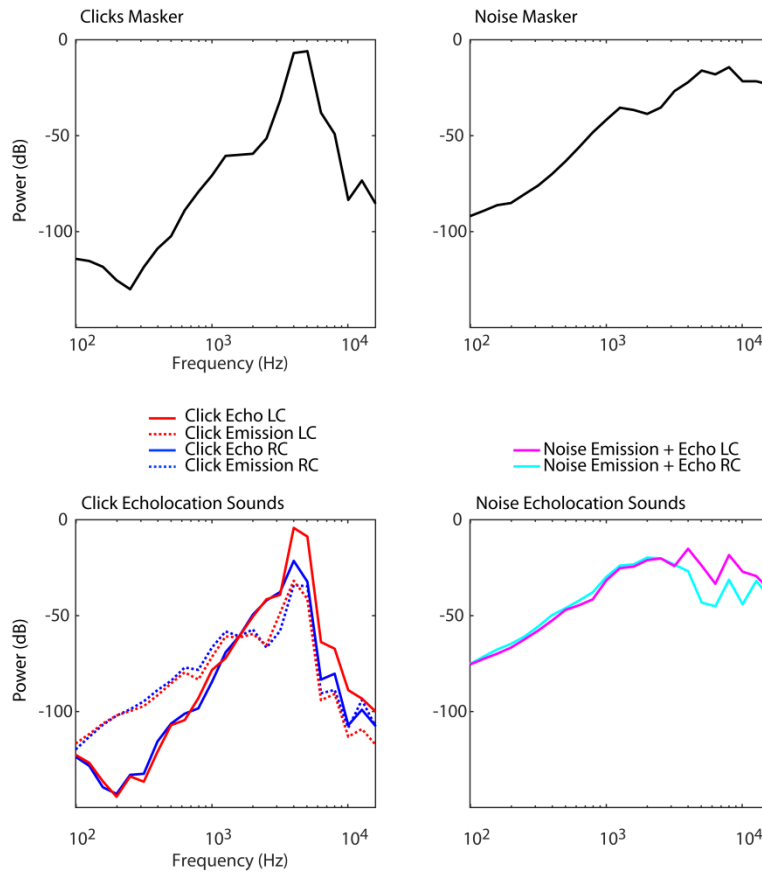 Clicks Masker
Noise Masker
0
-50
-100
Power (dB)
10²
10³
10⁴
Frequency (Hz)
0
-50
-100
Power (dB)
10²
10³
10⁴
Click Echo LC
Click Emission LC
Click Echo RC
Click Emission RC
Noise Emission + Echo LC
Noise Emission + Echo RC
Click Echolocation Sounds
Noise Echolocation Sounds
0
-50
-100
Power (dB)
10²
10³
10⁴
Frequency (Hz)
0
-50
-100
10²
10³
10⁴